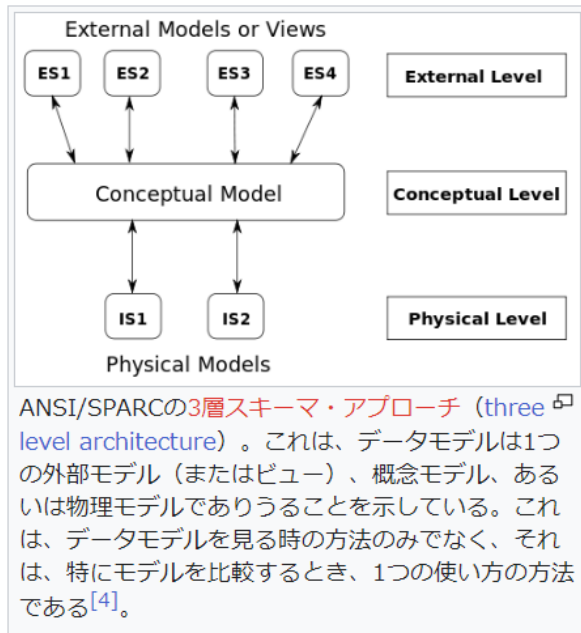 External Models or Views
ES1 ES2 ES3 ES4 External Level
Conceptual Model Conceptual Level
IS1 IS2 Physical Level
Physical Models
ANSI/SPARCの3層スキーマ・アプローチ（three
level architecture）。これは、データモデルは1つ
の外部モデル（またはビュー）、概念モデル、ある
いは物理モデルでありうることを示している。これ
は、データモデルを見る時の方法のみでなく、それ
は、特にモデルを比較するとき、1つの使い方の方法
である[4]。